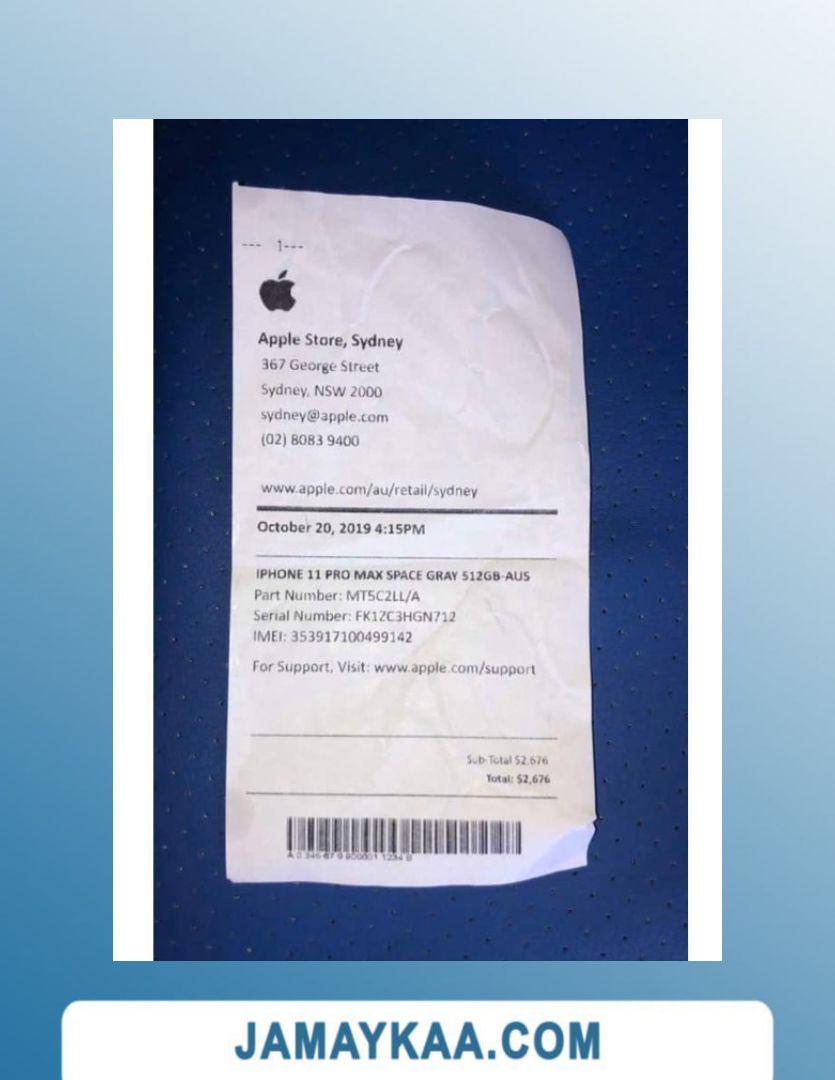 --- 1---
Apple Store, Sydney
367 George Street
Sydney, NSW 2000
sydney@apple.com
(02) 8083 9400
www.apple.com/au/retail/sydney
October 20, 2019 4:15PM
IPHONE 11 PRO MAX SPACE GRAY 512GB-AUS
Part Number: MT5C2LL/A
Serial Number: FK1ZC3HGN712
IMEI: 353917100499142
For Support, Visit: www.apple.com/support
Sub-Total $2,676
Total: $2,676
JAMAYKAA.COM